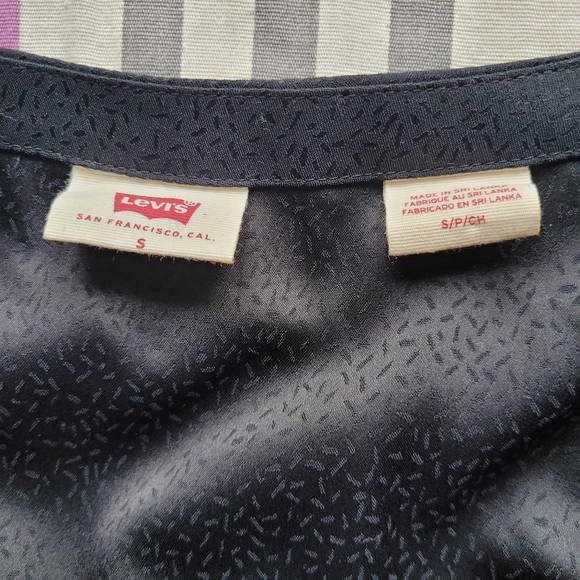 Levi's
SAN FRANCISCO, CAL.
S
MADE IN SRI LANKA
FABRIQUE AU SRI LANKA
FABRICADO EN SRI LANKA
S/P/CH